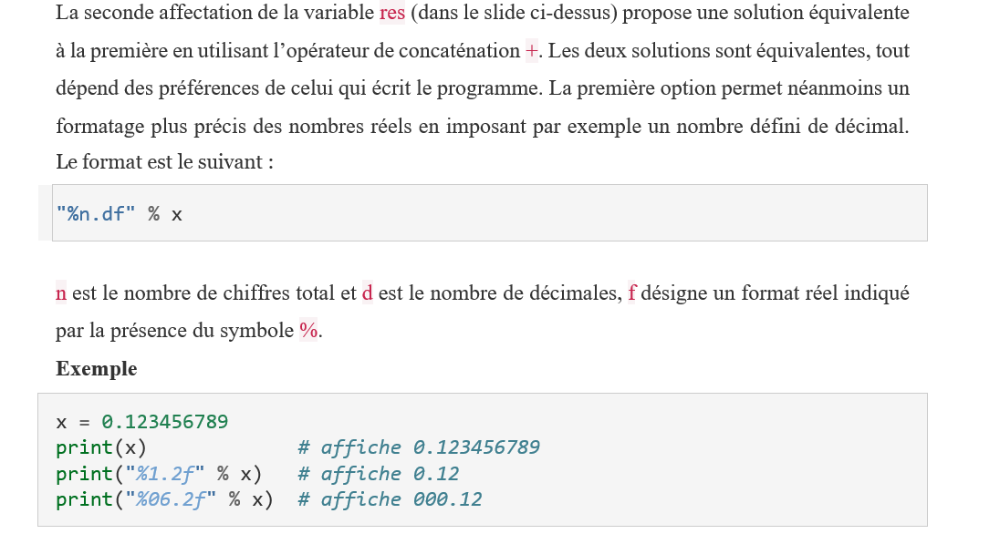 La seconde affectation de la variable res (dans le slide ci-dessus) propose une solution équivalente
à la première en utilisant l’opérateur de concaténation +. Les deux solutions sont équivalentes, tout
dépend des préférences de celui qui écrit le programme. La première option permet néanmoins un
formatage plus précis des nombres réels en imposant par exemple un nombre défini de décimal.
Le format est le suivant :
"%n.df" % x
n est le nombre de chiffres total et d est le nombre de décimales, f désigne un format réel indiqué
par la présence du symbole %.
Exemple
x = 0.123456789
print(x)             # affiche 0.123456789
print("%1.2f" % x)   # affiche 0.12
print("%06.2f" % x)  # affiche 000.12